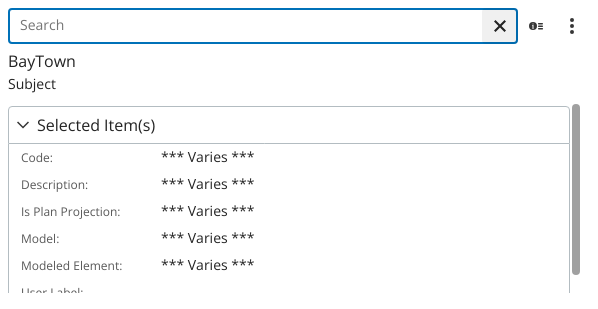 Search
BayTown
Subject
Selected Item(s)
Code: *** Varies ***
Description: *** Varies ***
Is Plan Projection: *** Varies ***
Model: *** Varies ***
Modeled Element: *** Varies ***
User Label: